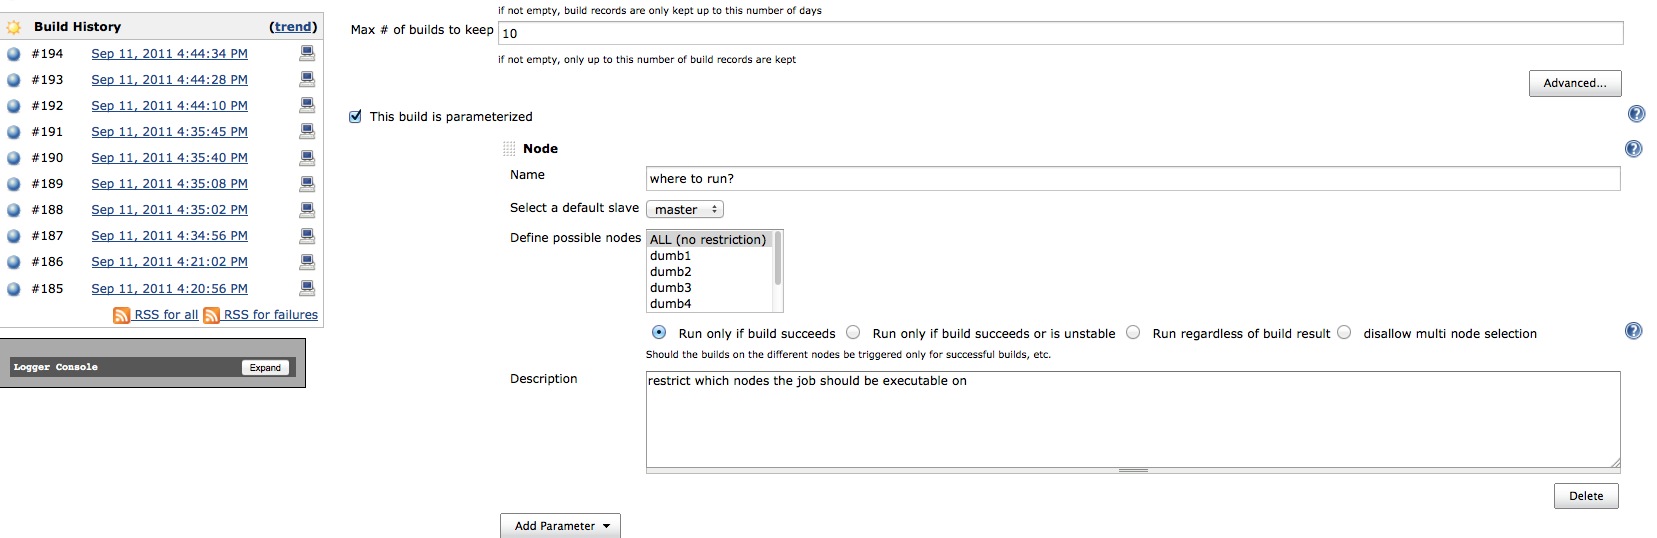 Build History (trend)
#194 Sep 11, 2011 4:44:34 PM
#193 Sep 11, 2011 4:44:28 PM
#192 Sep 11, 2011 4:44:10 PM
#191 Sep 11, 2011 4:35:45 PM
#190 Sep 11, 2011 4:35:40 PM
#189 Sep 11, 2011 4:35:08 PM
#188 Sep 11, 2011 4:35:02 PM
#187 Sep 11, 2011 4:34:56 PM
#186 Sep 11, 2011 4:21:02 PM
#185 Sep 11, 2011 4:20:56 PM
RSS for all RSS for failures
Logger Console Expand
if not empty, build records are only kept up to this number of days
Max # of builds to keep 10
if not empty, only up to this number of build records are kept
Advanced...
This build is parameterized
?
Node
?
Name where to run?
Select a default slave master
Define possible nodes ALL (no restriction)
dumb1
dumb2
dumb3
dumb4
Run only if build succeeds Run only if build succeeds or is unstable Run regardless of build result disallow multi node selection
?
Should the builds on the different nodes be triggered only for successful builds, etc.
Description restrict which nodes the job should be executable on
Delete
Add Parameter